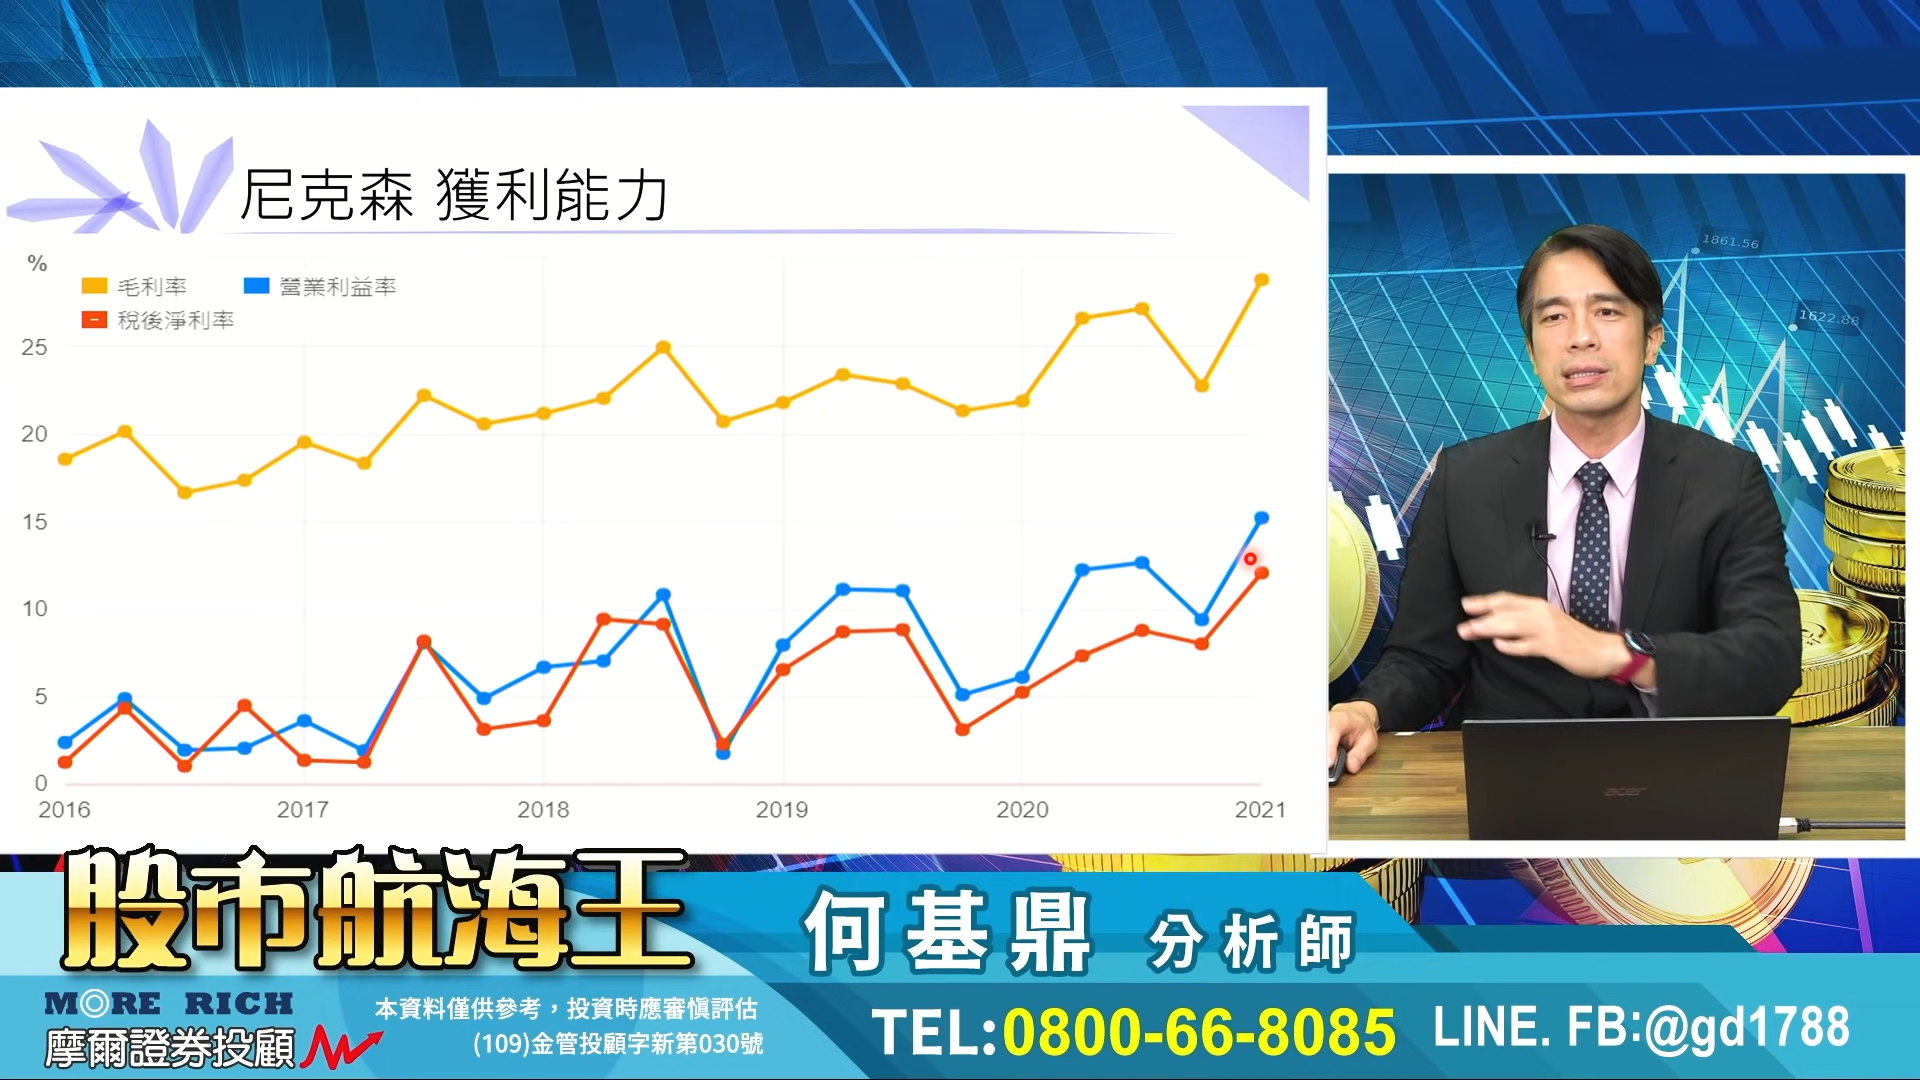 尼克森 獲利能力
%
毛利率
營業利益率
稅後淨利率
25
20
15
10
5
0
2016
2017
2018
2019
2020
2021
1861.56
1622.88
acer
股市航海王
何基鼎 分析師
MORE RICH
摩爾證券投顧
本資料僅供參考,投資時應審慎評估
(109)金管投顧字新第030號
TEL:0800-66-8085
LINE. FB:@gd1788